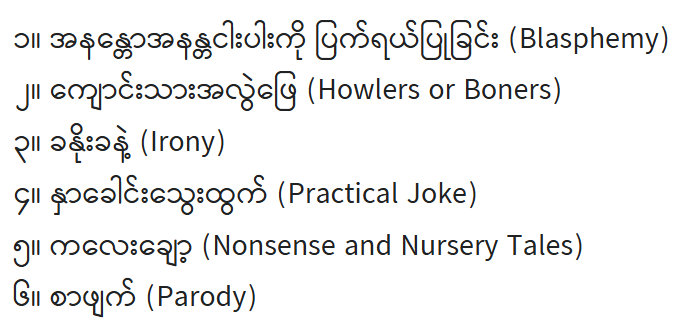 ၁။ အနန္တောအနန္တငါးပါးကို ပြက်ရယ်ပြုခြင်း (Blasphemy)
၂။ ကျောင်းသားအလွဲဖြေ (Howlers or Boners)
၃။ ခနိုးခနဲ့ (Irony)
၄။ နှာခေါင်းသွေးထွက် (Practical Joke)
၅။ ကလေးချော့ (Nonsense and Nursery Tales)
၆။ စာဖျက် (Parody)